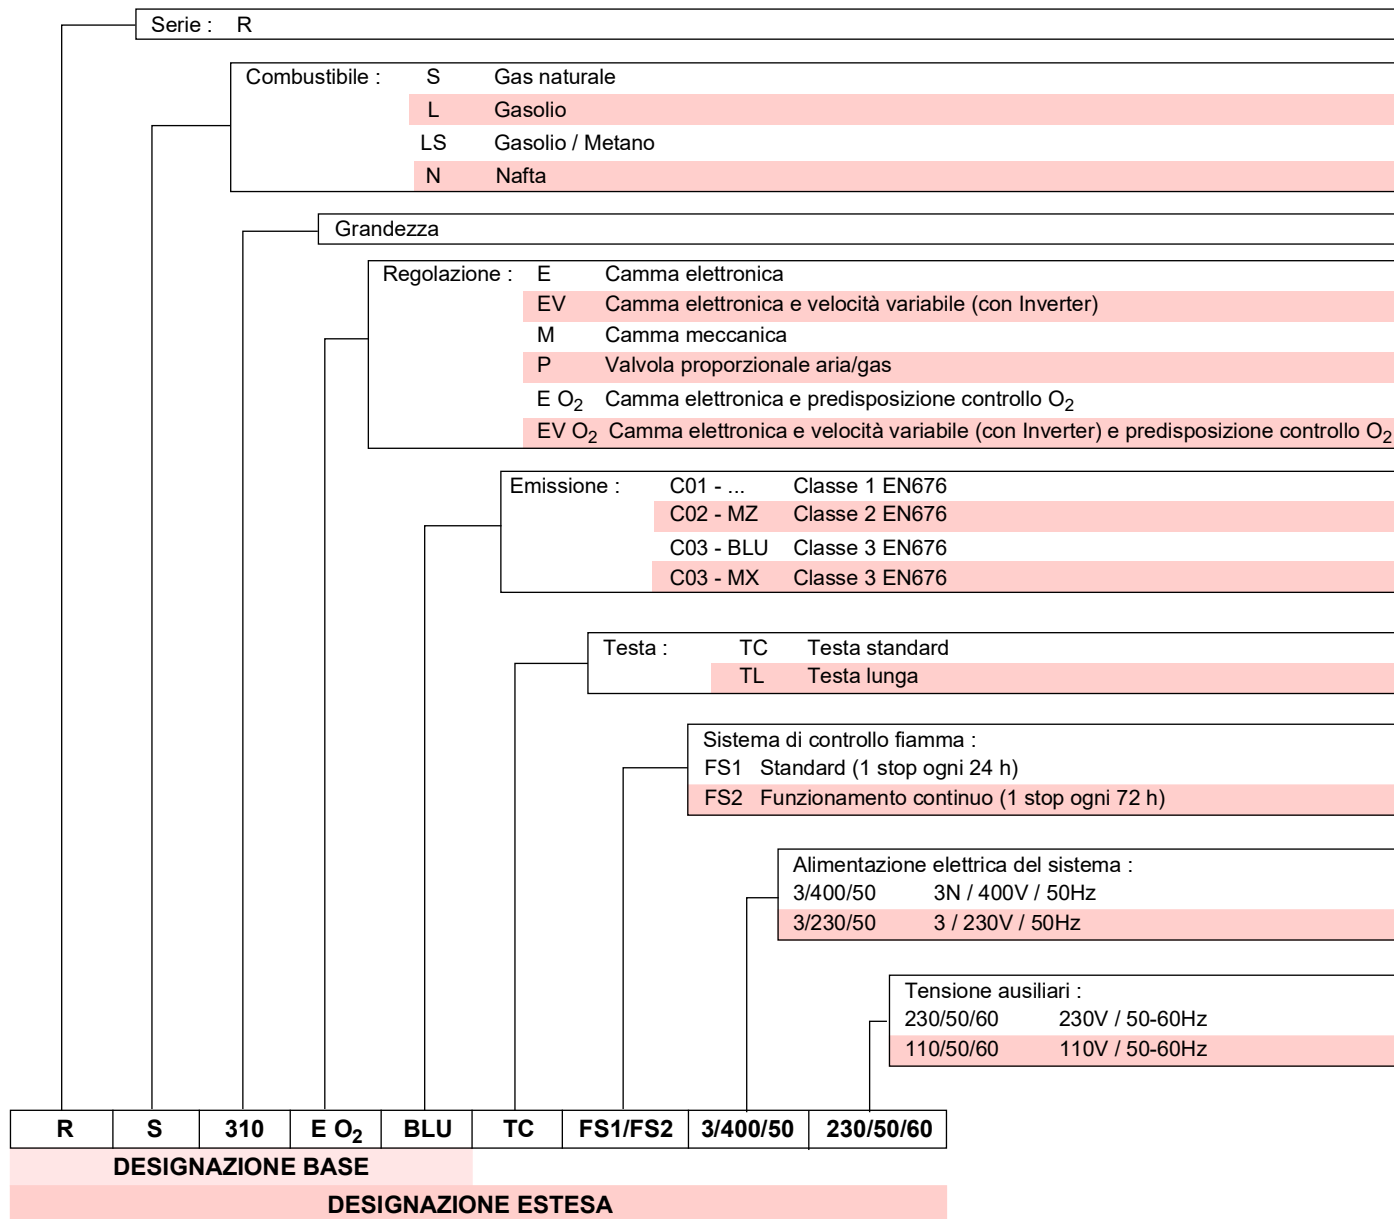 Serie : R
Combustibile : S Gas naturale
L Gasolio
LS Gasolio / Metano
N Nafta
Grandezza
Regolazione : E Camma elettronica
EV Camma elettronica e velocità variabile (con Inverter)
M Camma meccanica
P Valvola proporzionale aria/gas
E O2 Camma elettronica e predisposizione controllo O2
EV O2 Camma elettronica e velocità variabile (con Inverter) e predisposizione controllo O2
Emissione : C01 - ... Classe 1 EN676
C02 - MZ Classe 2 EN676
C03 - BLU Classe 3 EN676
C03 - MX Classe 3 EN676
Testa : TC Testa standard
TL Testa lunga
Sistema di controllo fiamma :
FS1 Standard (1 stop ogni 24 h)
FS2 Funzionamento continuo (1 stop ogni 72 h)
Alimentazione elettrica del sistema :
3/400/50 3N / 400V / 50Hz
3/230/50 3 / 230V / 50Hz
Tensione ausiliari :
230/50/60 230V / 50-60Hz
110/50/60 110V / 50-60Hz
R S 310 E O2 BLU TC FS1/FS2 3/400/50 230/50/60
DESIGNAZIONE BASE
DESIGNAZIONE ESTESA